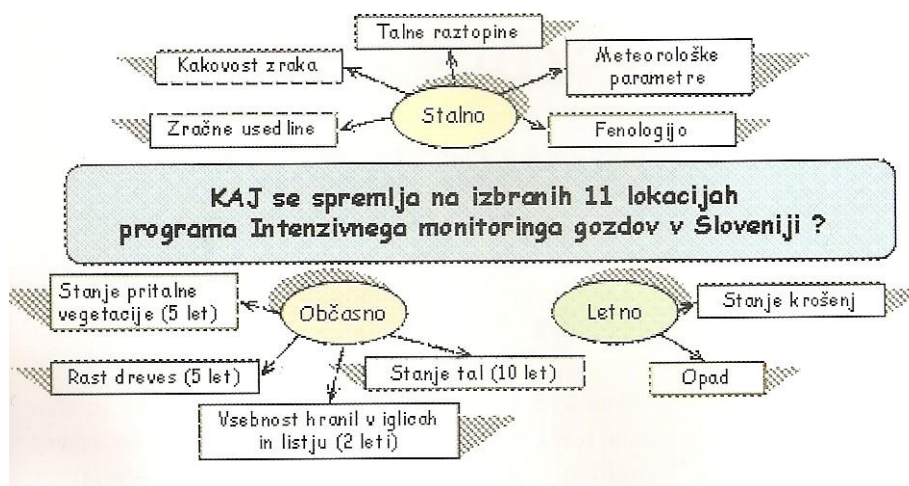 Talne raztopine
Kakovost zraka
Meteorološke
parametre
Stalno
Zračne usedline
Fenologijo
KAJ se spremlja na izbranih 11 lokacijah
programa Intenzivnega monitoringa gozdov v Sloveniji ?
Stanje pritalne
vegetacije (5 let)
Občasno
Letno
Stanje krošenj
Rast dreves (5 let)
Stanje tal (10 let)
Opad
Vsebnost hranil v iglicah
in listju (2 leti)